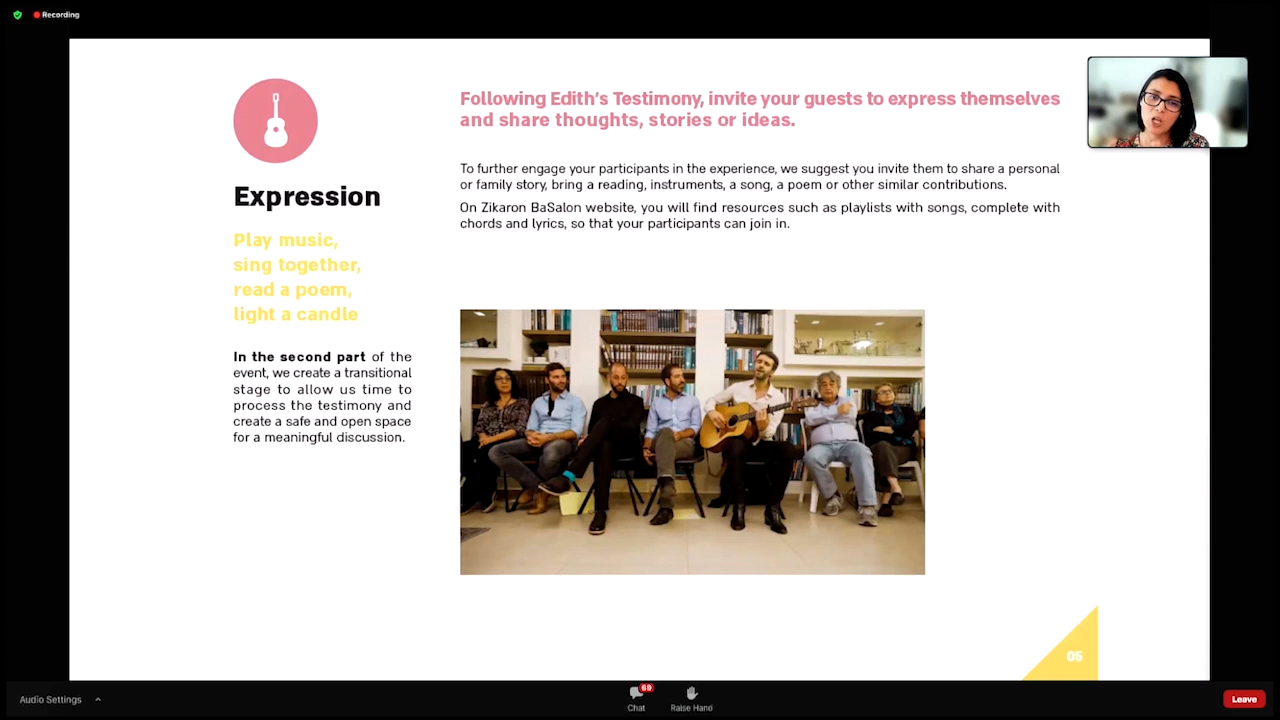 Recording
Following Edith's Testimony, invite your guests to express themselves
and share thoughts, stories or ideas.
To further engage your participants in the experience, we suggest you invite them to share a personal
or family story, bring a reading, instruments, a song, a poem or other similar contributions.
On Zikaron BaSalon website, you will find resources such as playlists with songs, complete with
chords and lyrics, so that your participants can join in.
Expression
Play music,
sing together,
read a poem,
light a candle
In the second part of the
event, we create a transitional
stage to allow us time to
process the testimony and
create a safe and open space
for a meaningful discussion.
05
Audio Settings
69
Chat
Raise Hand
Leave